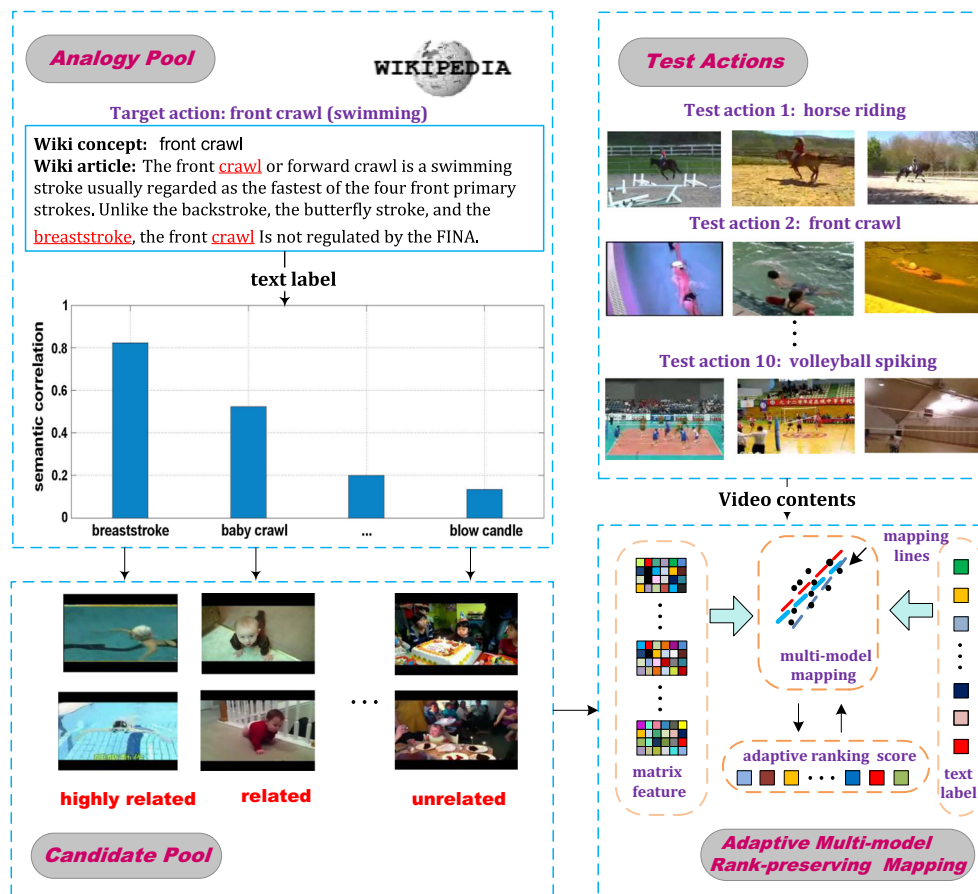 Analogy Pool
WIKIPEDIA
Target action: front crawl (swimming)
Wiki concept: front crawl
Wiki article: The front crawl or forward crawl is a swimming
stroke usually regarded as the fastest of the four front primary
strokes. Unlike the backstroke, the butterfly stroke, and the
breaststroke, the front crawl Is not regulated by the FINA.
text label
semantic correlation
1
0.8
0.6
0.4
0.2
0
breaststroke baby crawl ... blow candle
highly related related unrelated
...
Candidate Pool
Test Actions
Test action 1: horse riding
Test action 2: front crawl
Test action 10: volleyball spiking
Video contents
mapping
lines
multi-model
mapping
adaptive ranking score
matrix
feature
text
label
Adaptive Multi-model
Rank-preserving Mapping